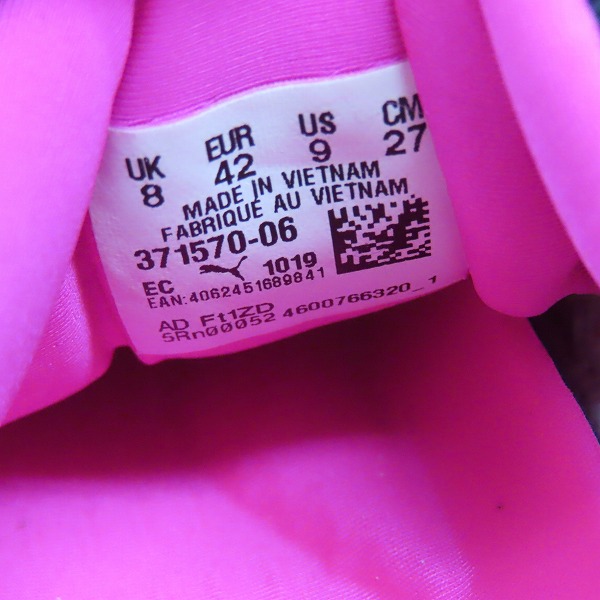 UK EUR US CM
8 42 9 27
MADE IN VIETNAM
FABRIQUE AU VIETNAM
371570-06
EC 1019
EAN:4062451689841
AD Ft1ZD
5Rn00052 4600766320_1